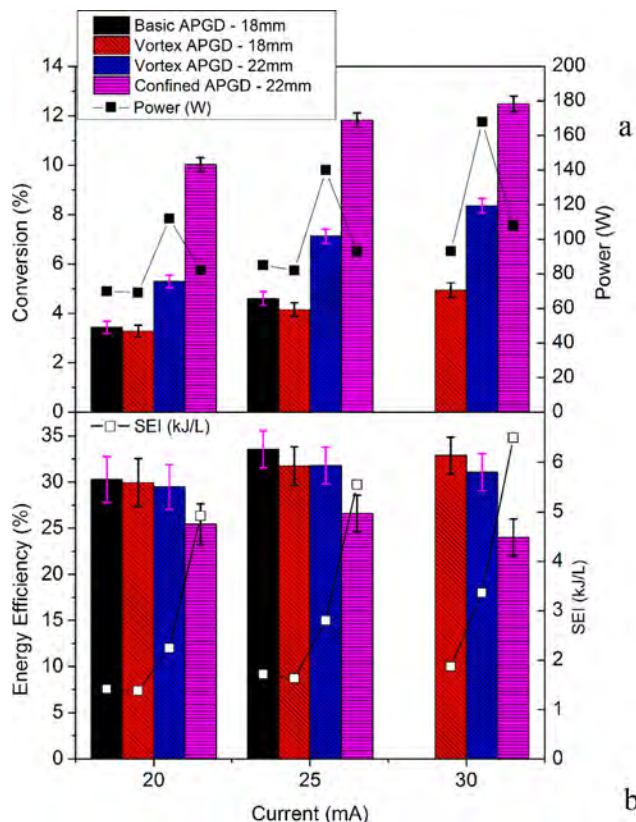 Basic APGD - 18mm
Vortex APGD - 18mm
Vortex APGD - 22mm
Confined APGD - 22mm
Power (W)
a
14
12
10
8
6
4
2
0
Conversion (%)
200
180
160
140
120
100
80
60
40
20
0
Power (W)
SEI (kJ/L)
35
30
25
20
15
10
5
0
Energy Efficiency (%)
6
5
4
3
2
1
0
SEI (kJ/L)
20 25 30
Current (mA)
b